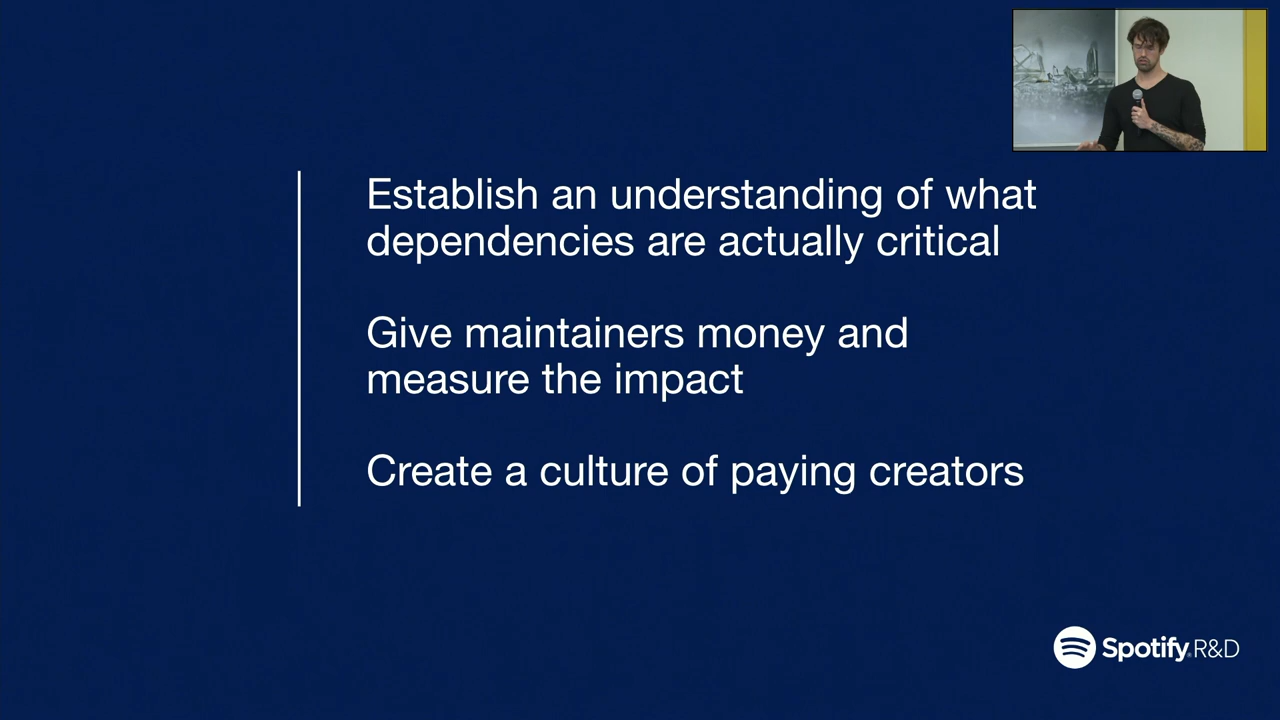 Establish an understanding of what
dependencies are actually critical
Give maintainers money and
measure the impact
Create a culture of paying creators
Spotify R&D